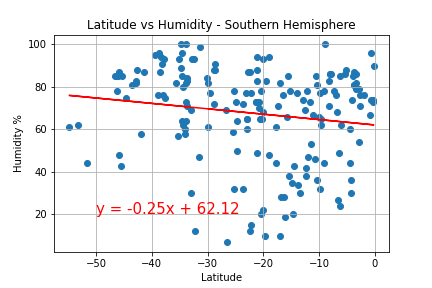 Latitude vs Humidity - Southern Hemisphere
100
80
60
40
20
Humidity %
y = -0.25x + 62.12
−50 −40 −30 −20 −10 0
Latitude